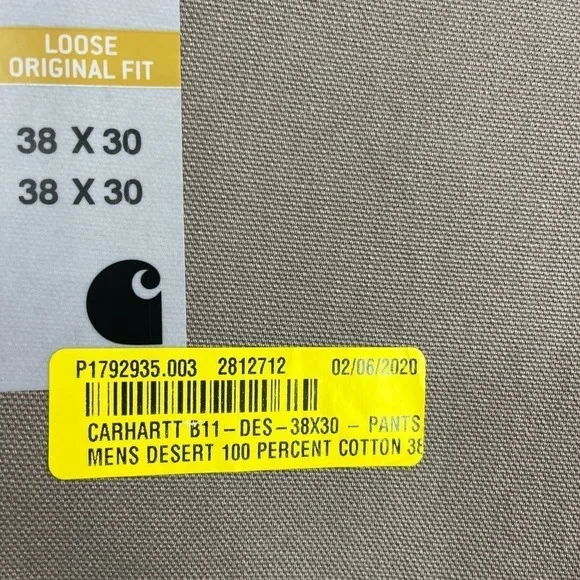 LOOSE
ORIGINAL FIT
38 X 30
38 X 30
P1792935.003 2812712 02/06/2020
CARHARTT B11-DES-38X30 - PANTS
MENS DESERT 100 PERCENT COTTON 38